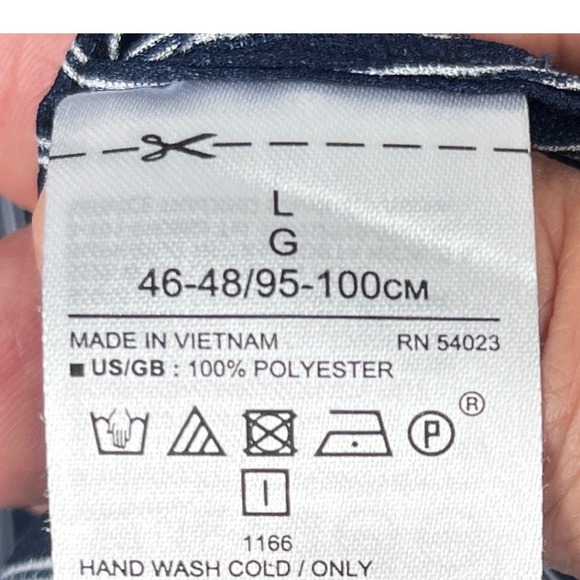 L
G
46-48/95-100CM
MADE IN VIETNAM RN 54023
US/GB : 100% POLYESTER
P ®
I
1166
HAND WASH COLD / ONLY